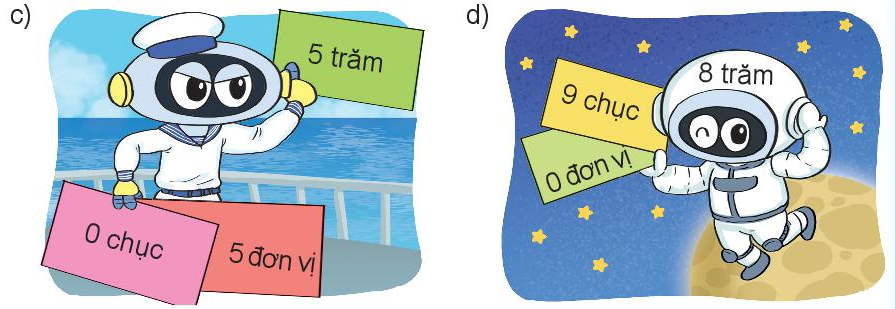 c)
5 trăm
0 chục
5 đơn vị
d)
8 trăm
9 chục
0 đơn vị